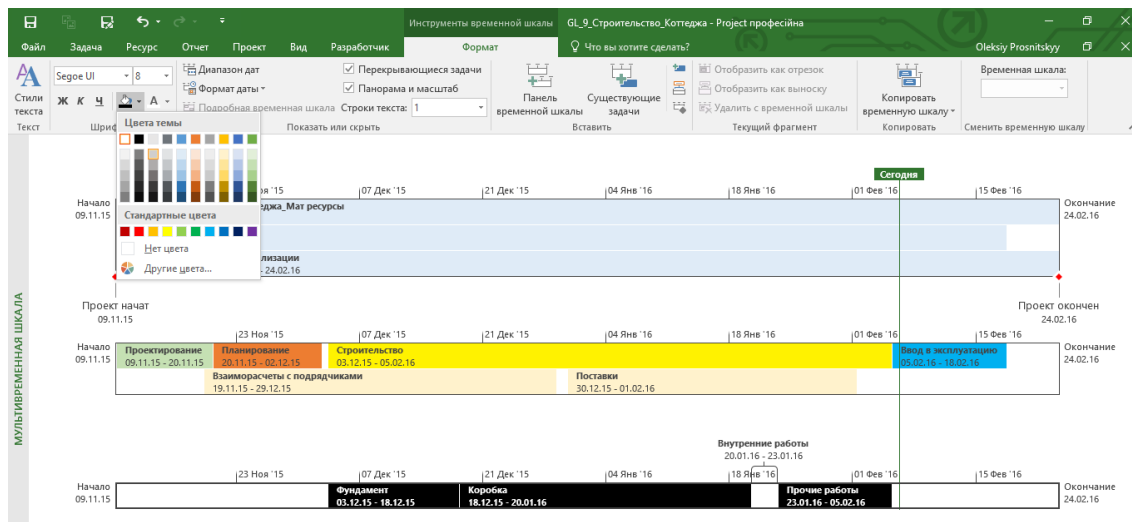 Инструменты временной шкалы
GL_9_Строительство_Коттеджа - Project професійна
Файл Задача Ресурс Отчет Проект Вид Разработчик Формат Что вы хотите сделать? Oleksiy Prosnitskyy
Segoe UI 8
Ж К Ч А
Стили текста
Текст
Диапазон дат
Формат даты
Подробная временная шкала
Перекрывающиеся задачи
Панорама и масштаб
Строки текста: 1
Показать или скрыть
Панель временной шкалы
Существующие задачи
Вставить
Отобразить как отрезок
Отобразить как выноску
Удалить с временной шкалы
Текущий фрагмент
Копировать временную шкалу
Копировать
Временная шкала:
Сменить временную шкалу
Цвета темы
Стандартные цвета
Нет цвета
Другие цвета...
МУЛЬТИВРЕМЕННАЯ ШКАЛА
Сегодня
07 Дек '15 21 Дек '15 04 Янв '16 18 Янв '16 01 Фев '16 15 Фев '16
Начало
09.11.15
Окончание
24.02.16
_Мат ресурсы
- 24.02.16
Проект начат
09.11.15
Проект окончен
24.02.16
23 Ноя '15 07 Дек '15 21 Дек '15 04 Янв '16 18 Янв '16 01 Фев '16 15 Фев '16
Начало
09.11.15
Окончание
24.02.16
Проектирование Планирование Строительство Ввод в эксплуатацию
09.11.15 - 20.11.15 20.11.15 - 02.12.15 03.12.15 - 05.02.16 05.02.16 - 18.02.16
Взаиморасчеты с подрядчиками Поставки
19.11.15 - 29.12.15 30.12.15 - 01.02.16
Внутренние работы
20.01.16 - 23.01.16
23 Ноя '15 07 Дек '15 21 Дек '15 04 Янв '16 18 Янв '16 01 Фев '16 15 Фев '16
Начало
09.11.15
Окончание
24.02.16
Фундамент Коробка Прочие работы
03.12.15 - 18.12.15 18.12.15 - 20.01.16 23.01.16 - 05.02.16